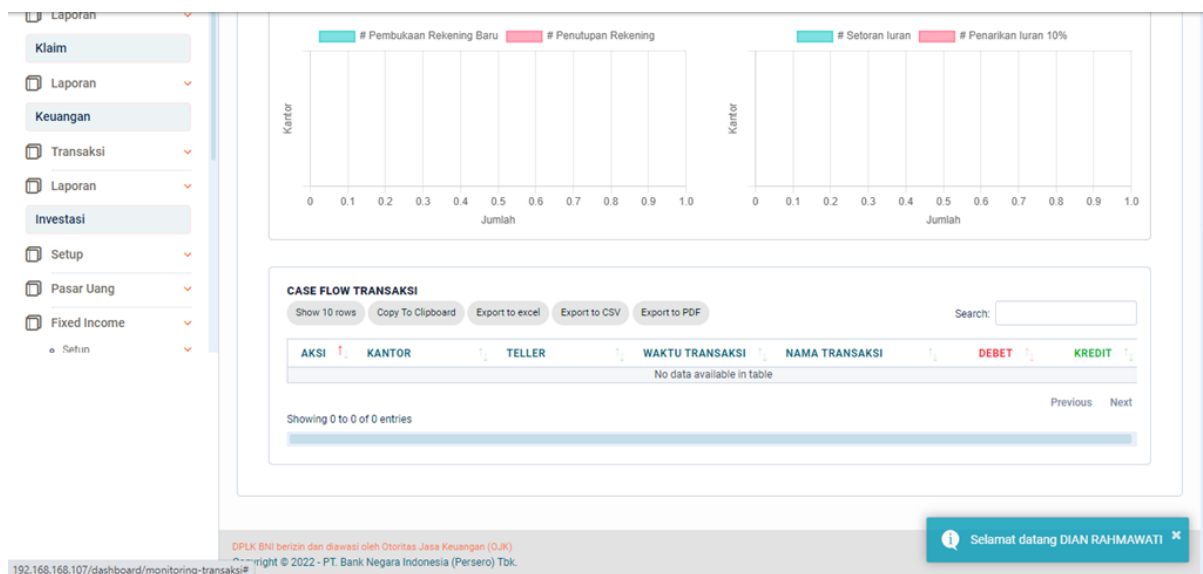 Laporan
Klaim
Laporan
Keuangan
Transaksi
Laporan
Investasi
Setup
Pasar Uang
Fixed Income
Setup
# Pembukaan Rekening Baru # Penutupan Rekening
Kantor
0 0.1 0.2 0.3 0.4 0.5 0.6 0.7 0.8 0.9 1.0
Jumlah
# Setoran Iuran # Penarikan Iuran 10%
Kantor
0 0.1 0.2 0.3 0.4 0.5 0.6 0.7 0.8 0.9 1.0
Jumlah
CASE FLOW TRANSAKSI
Show 10 rows Copy To Clipboard Export to excel Export to CSV Export to PDF Search:
AKSI KANTOR TELLER WAKTU TRANSAKSI NAMA TRANSAKSI DEBET KREDIT
No data available in table
Previous Next
Showing 0 to 0 of 0 entries
DPLK BNI berizin dan diawasi oleh Otoritas Jasa Keuangan (OJK)
right © 2022 - PT. Bank Negara Indonesia (Persero) Tbk.
Selamat datang DIAN RAHMAWATI ×
192.168.168.107/dashboard/monitoring-transaksi#